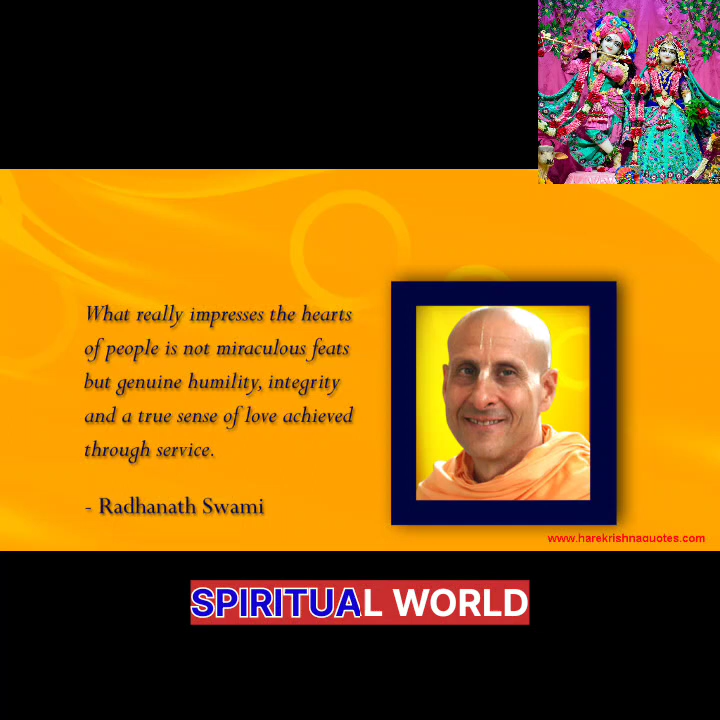 What really impresses the hearts
of people is not miraculous feats
but genuine humility, integrity
and a true sense of love achieved
through service.
- Radhanath Swami
www.harekrishnaquotes.com
SPIRITUAL WORLD